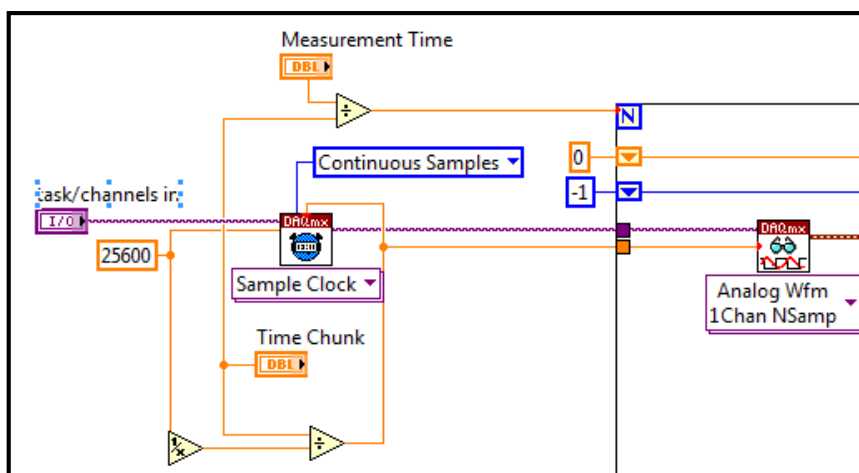 Measurement Time
DBL
÷
N
Continuous Samples
0
-1
task/channels in
I/O
DAQmx
DAQmx
25600
Sample Clock
Analog Wfm
1Chan NSamp
Time Chunk
DBL
1/x
÷